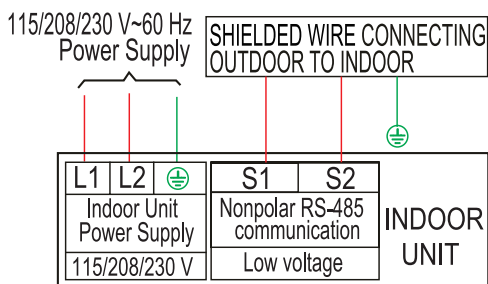 115/208/230 V~60 Hz
Power Supply
SHIELDED WIRE CONNECTING
OUTDOOR TO INDOOR
L1 L2
S1 S2
Indoor Unit
Power Supply
Nonpolar RS-485
communication
115/208/230 V
Low voltage
INDOOR
UNIT